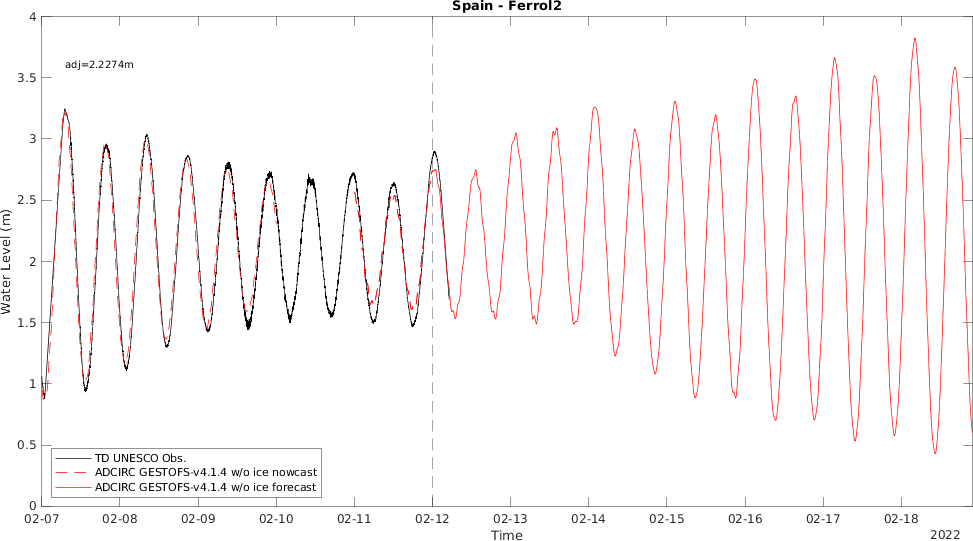 Spain - Ferrol2
adj=2.2274m
4
3.5
3
2.5
2
1.5
1
0.5
0
Water Level (m)
TD UNESCO Obs.
ADCIRC GESTOFS-v4.1.4 w/o ice nowcast
ADCIRC GESTOFS-v4.1.4 w/o ice forecast
02-07 02-08 02-09 02-10 02-11 02-12 02-13 02-14 02-15 02-16 02-17 02-18
Time
2022